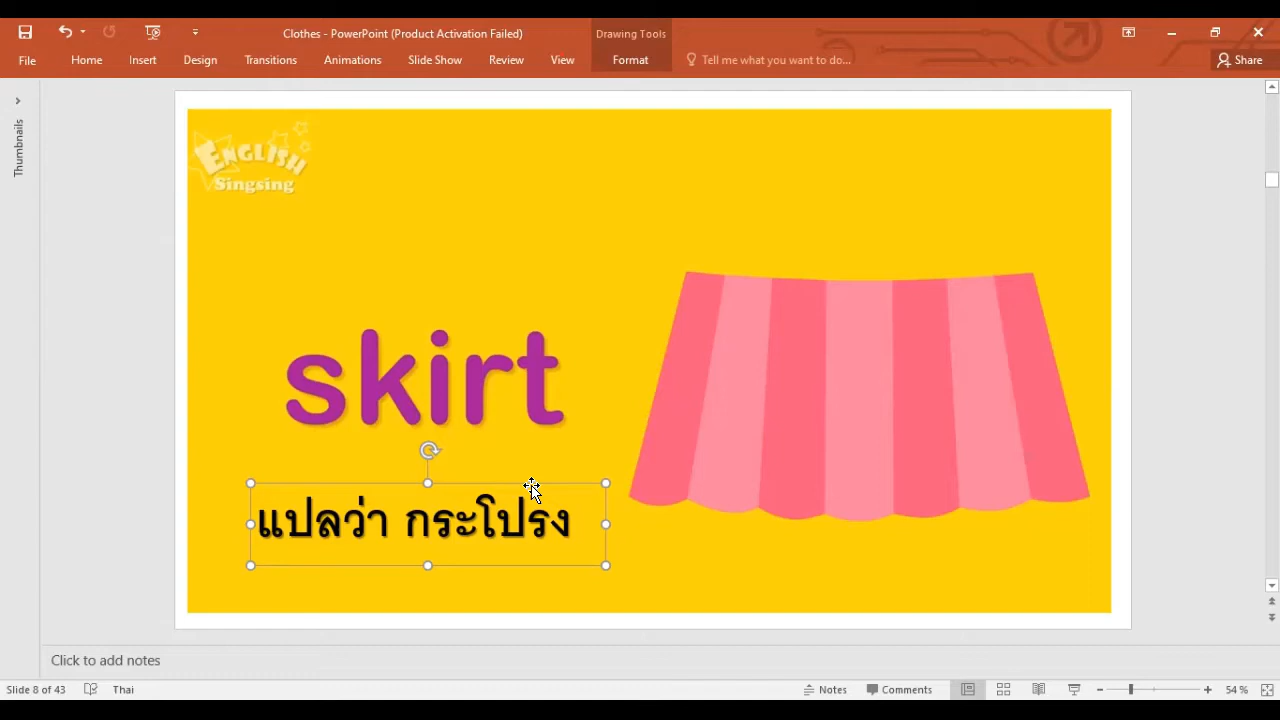 Clothes - PowerPoint (Product Activation Failed)
Drawing Tools
File
Home
Insert
Design
Transitions
Animations
Slide Show
Review
View
Format
Tell me what you want to do...
Share
Thumbnails
ENGLISH
Singsing
skirt
แปลว่า กระโปรง
Click to add notes
Slide 8 of 43
Thai
Notes
Comments
54 %